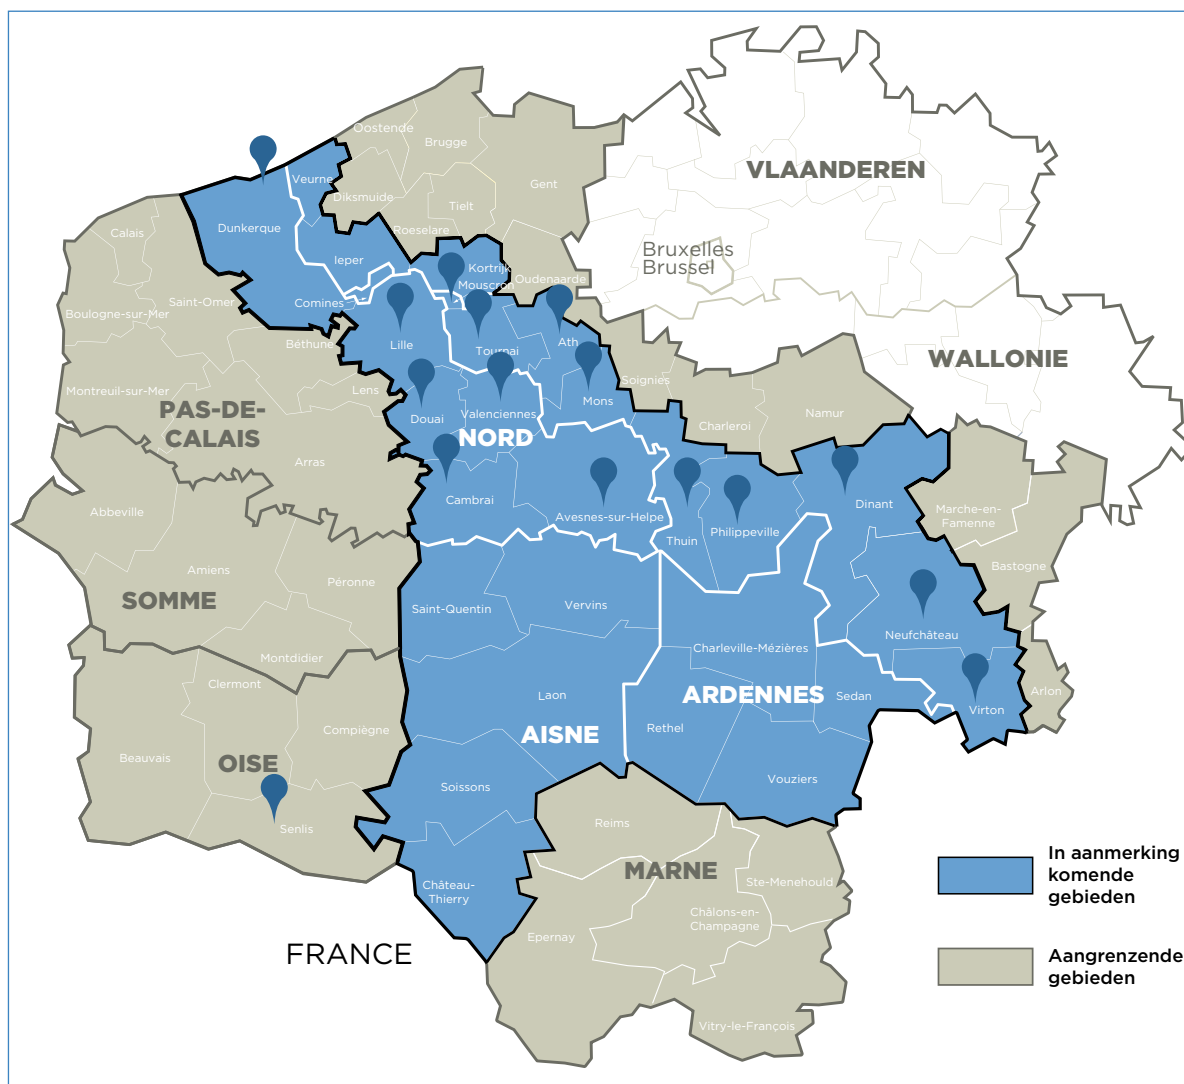 Oostende
Brugge
VLAANDEREN
Veurne
Gent
Diksmuide
Tielt
Dunkerque
Roeselare
Calais
Bruxelles
Brussel
Ieper
Kortrijk
Oudenaarde
Mouscron
Saint-Omer
Comines
Boulogne-sur-Mer
Béthune
Lille
Tournai
Ath
WALLONIE
Soignies
Montreuil-sur-Mer
Lens
Mons
PAS-DE-
CALAIS
Douai
Valenciennes
Charleroi
Namur
NORD
Arras
Cambrai
Dinant
Abbeville
Avesnes-sur-Helpe
Marche-en-
Famenne
Thuin
Philippeville
Amiens
Péronne
Bastogne
SOMME
Saint-Quentin
Vervins
Neufchâteau
Charleville-Mézières
Montdidier
Clermont
Laon
ARDENNES
Sedan
Arlon
Virton
Compiègne
Rethel
AISNE
Beauvais
OISE
Soissons
Vouziers
Senlis
Reims
MARNE
Château-
Thierry
Ste-Menehould
Châlons-en-
Champagne
Epernay
FRANCE
Vitry-le-François
In aanmerking
komende
gebieden
Aangrenzende
gebieden